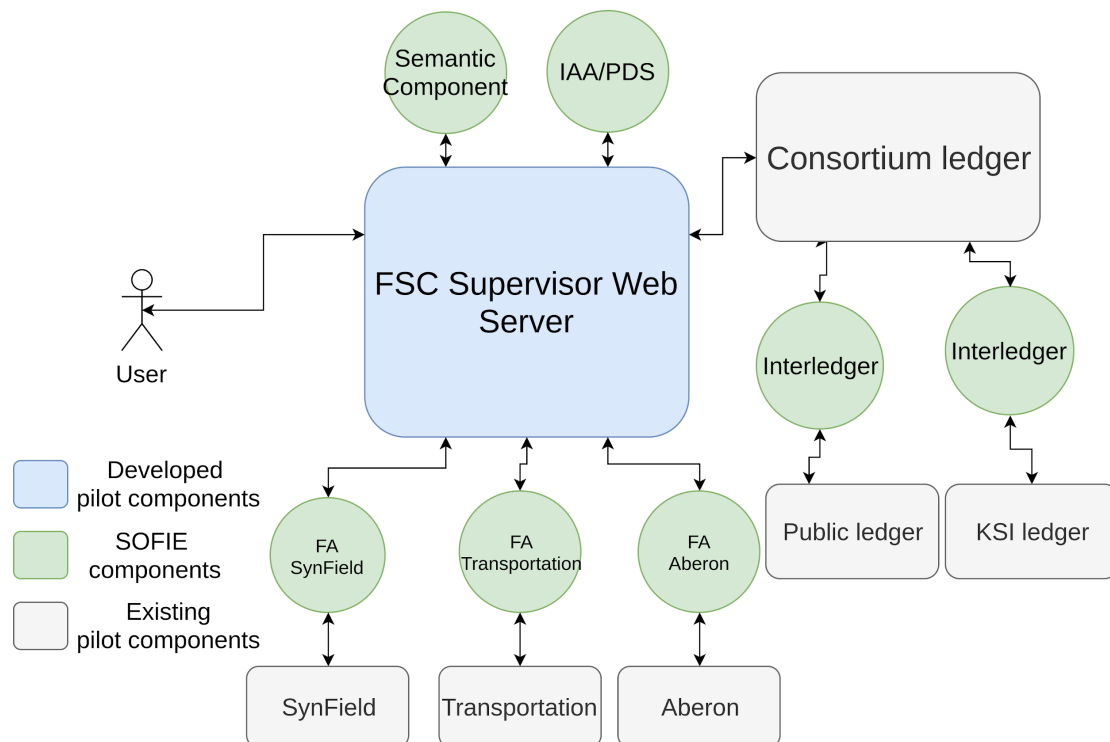 Semantic
Component
IAA/PDS
Consortium ledger
FSC Supervisor Web
Server
User
Interledger
Interledger
Developed
pilot components
SOFIE
components
Existing
pilot components
FA
SynField
FA
Transportation
FA
Aberon
Public ledger
KSI ledger
SynField
Transportation
Aberon